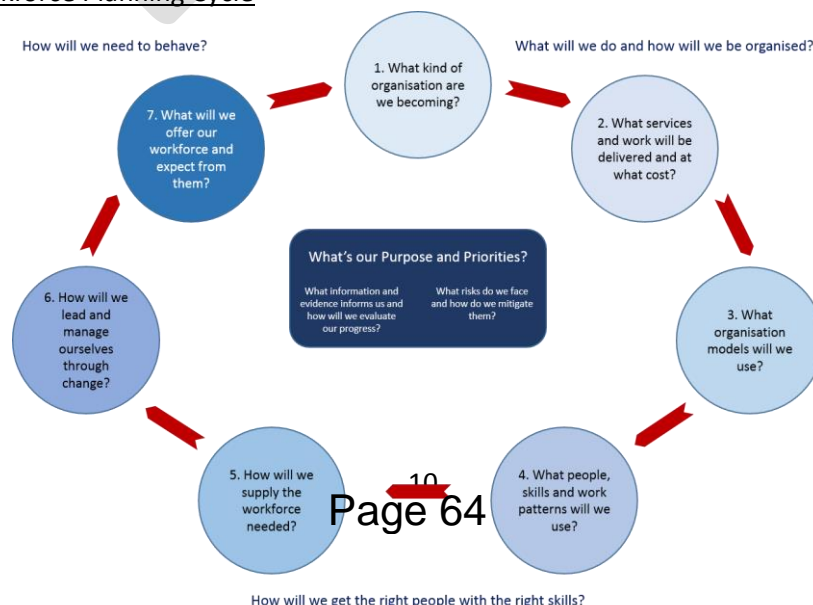 Workforce Planning Cycle
How will we need to behave?
What will we do and how will we be organised?
1. What kind of
organisation are
we becoming?
2. What services
and work will be
delivered and at
what cost?
3. What
organisation
models will we
use?
4. What people,
skills and work
patterns will we
use?
5. How will we
supply the
workforce
needed?
6. How will we
lead and
manage
ourselves
through
change?
7. What will we
offer our
workforce and
expect from
them?
What's our Purpose and Priorities?
What information and
evidence informs us and
how will we evaluate
our progress?
What risks do we face
and how do we mitigate
them?
10
Page 64
How will we get the right people with the right skills?